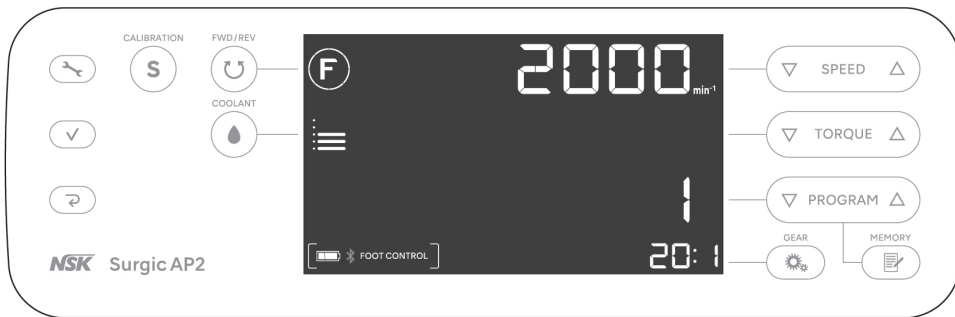 CALIBRATION
FWD/REV
S
F
2000
min-1
SPEED
COOLANT
TORQUE
1
PROGRAM
GEAR
MEMORY
NSK Surgic AP2
FOOT CONTROL
20:1